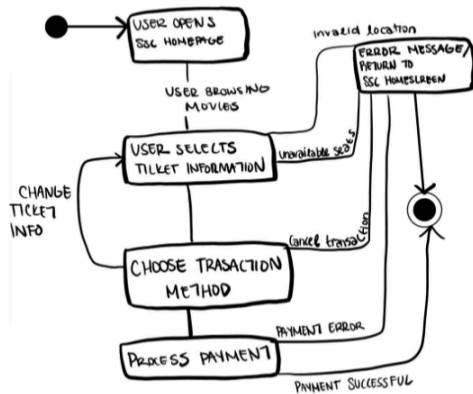 USER OPENS
SSC HOMEPAGE
Invalid location
ERROR MESSAGE/
RETURN TO
SSC HOMESCREEN
USER BROWSING
MOVIES
USER SELECTS
TICKET INFORMATION
Unavailable seats
CHANGE
TICKET
INFO
Cancel transaction
CHOOSE TRASACTION
METHOD
PAYMENT ERROR
PROCESS PAYMENT
PAYMENT SUCCESSFUL